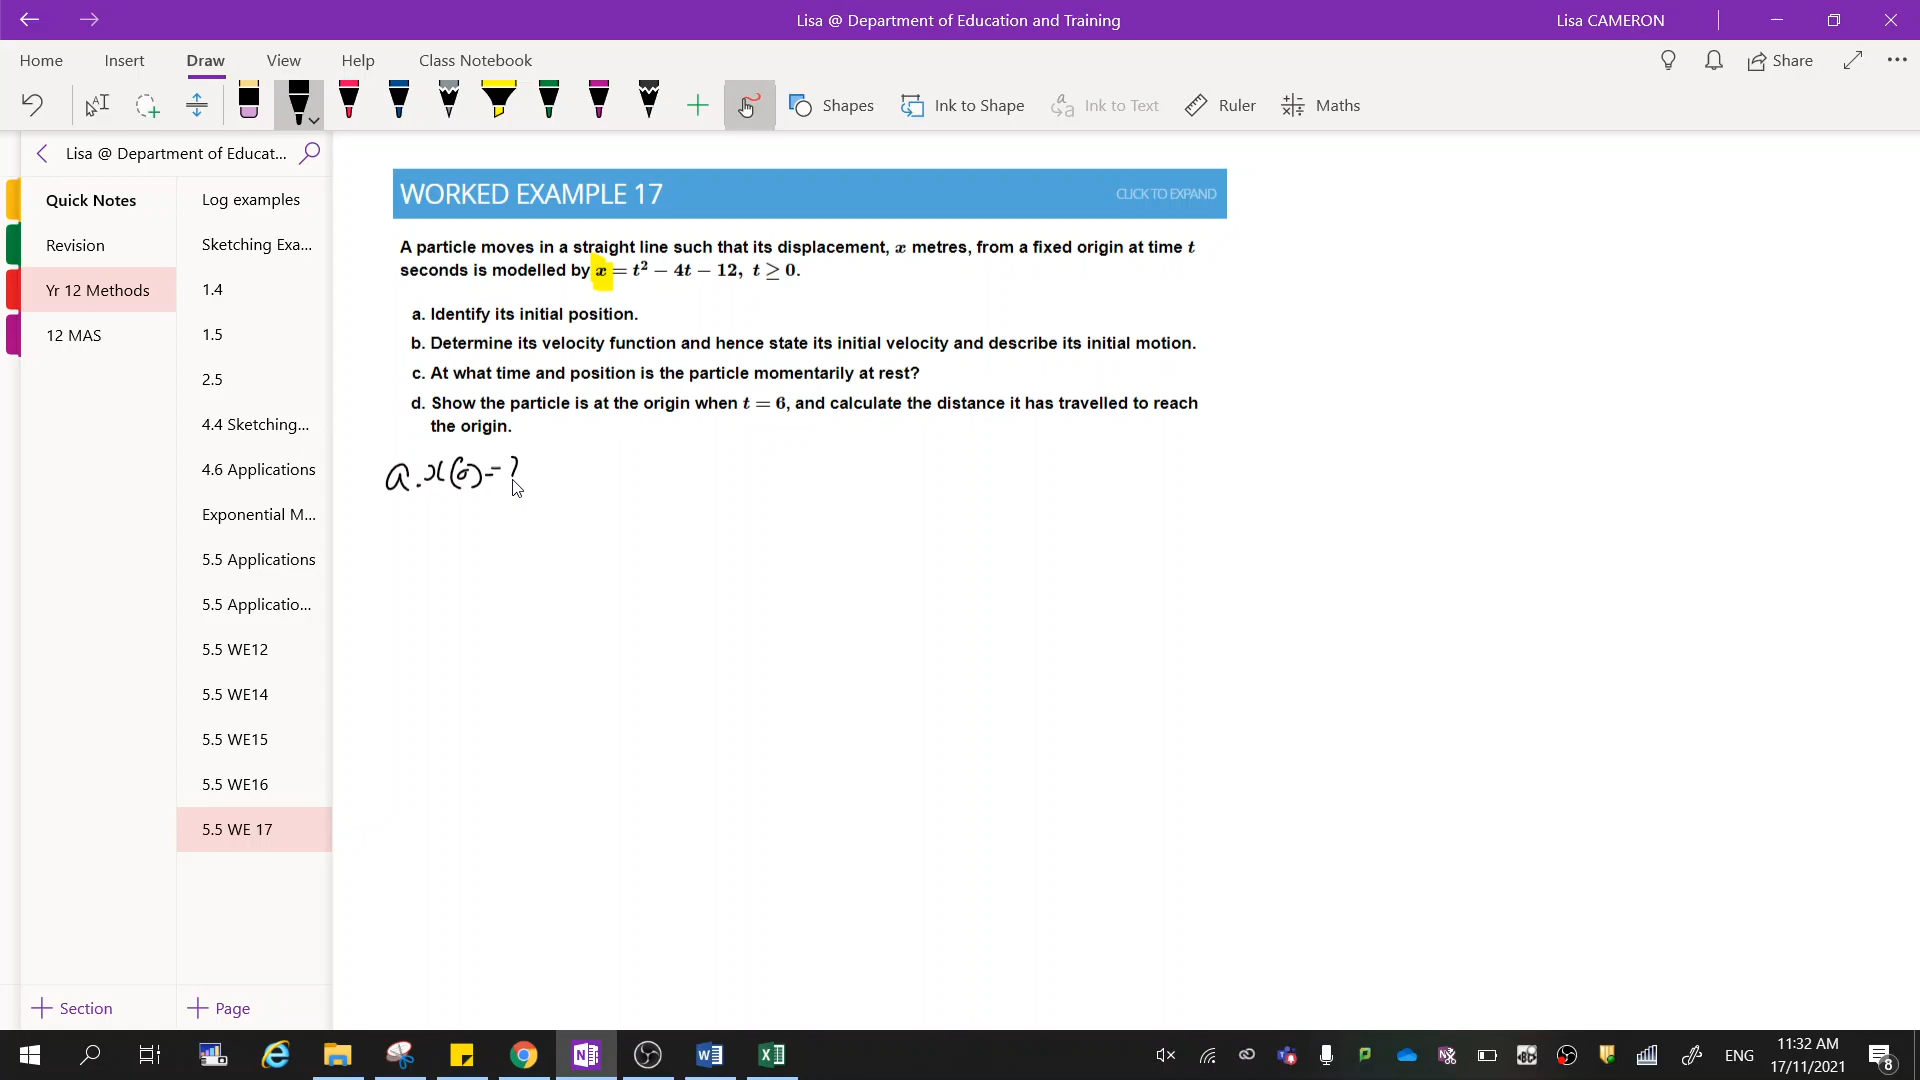 Lisa @ Department of Education and Training
Lisa CAMERON
Home Insert Draw View Help Class Notebook
Share
Shapes Ink to Shape Ink to Text Ruler Maths
Lisa @ Department of Educat...
Quick Notes
Revision
Yr 12 Methods
12 MAS
Log examples
Sketching Exa...
1.4
1.5
2.5
4.4 Sketching...
4.6 Applications
Exponential M...
5.5 Applications
5.5 Applicatio...
5.5 WE12
5.5 WE14
5.5 WE15
5.5 WE16
5.5 WE 17
Section
Page
WORKED EXAMPLE 17
CLICK TO EXPAND
A particle moves in a straight line such that its displacement, x metres, from a fixed origin at time t
seconds is modelled by x = t² − 4t − 12, t ≥ 0.
a. Identify its initial position.
b. Determine its velocity function and hence state its initial velocity and describe its initial motion.
c. At what time and position is the particle momentarily at rest?
d. Show the particle is at the origin when t = 6, and calculate the distance it has travelled to reach
the origin.
a. x(0) = ?
ENG
11:32 AM
17/11/2021
8